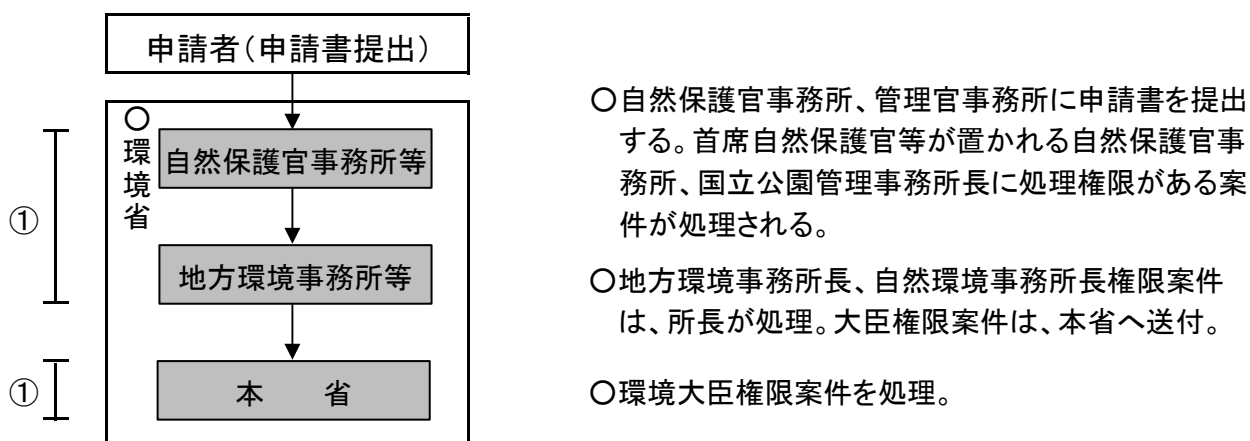 申請者(申請書提出)
○環境省
①
自然保護官事務所等
地方環境事務所等
①
本 省
○自然保護官事務所、管理官事務所に申請書を提出
する。首席自然保護官等が置かれる自然保護官事
務所、国立公園管理事務所長に処理権限がある案
件が処理される。
○地方環境事務所長、自然環境事務所長権限案件
は、所長が処理。大臣権限案件は、本省へ送付。
○環境大臣権限案件を処理。